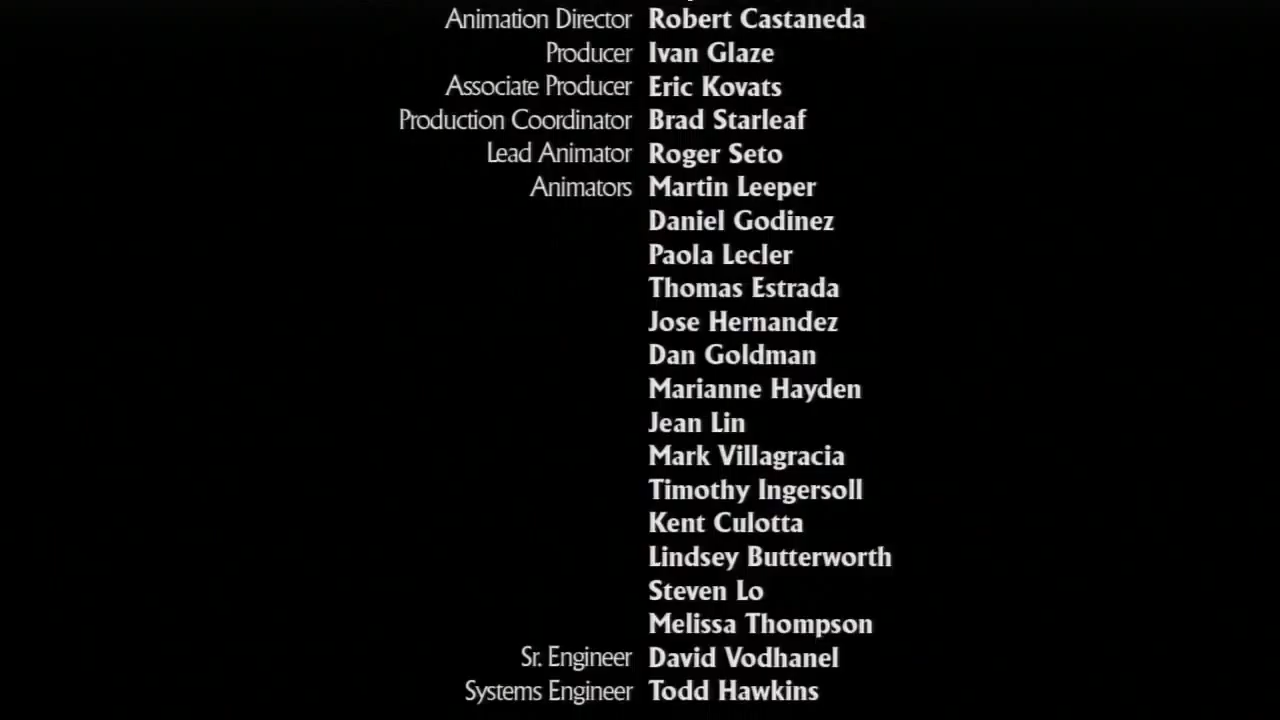 Animation Director Robert Castaneda
Producer Ivan Glaze
Associate Producer Eric Kovats
Production Coordinator Brad Starleaf
Lead Animator Roger Seto
Animators Martin Leeper
Daniel Godinez
Paola Lecler
Thomas Estrada
Jose Hernandez
Dan Goldman
Marianne Hayden
Jean Lin
Mark Villagracia
Timothy Ingersoll
Kent Culotta
Lindsey Butterworth
Steven Lo
Melissa Thompson
Sr. Engineer David Vodhanel
Systems Engineer Todd Hawkins